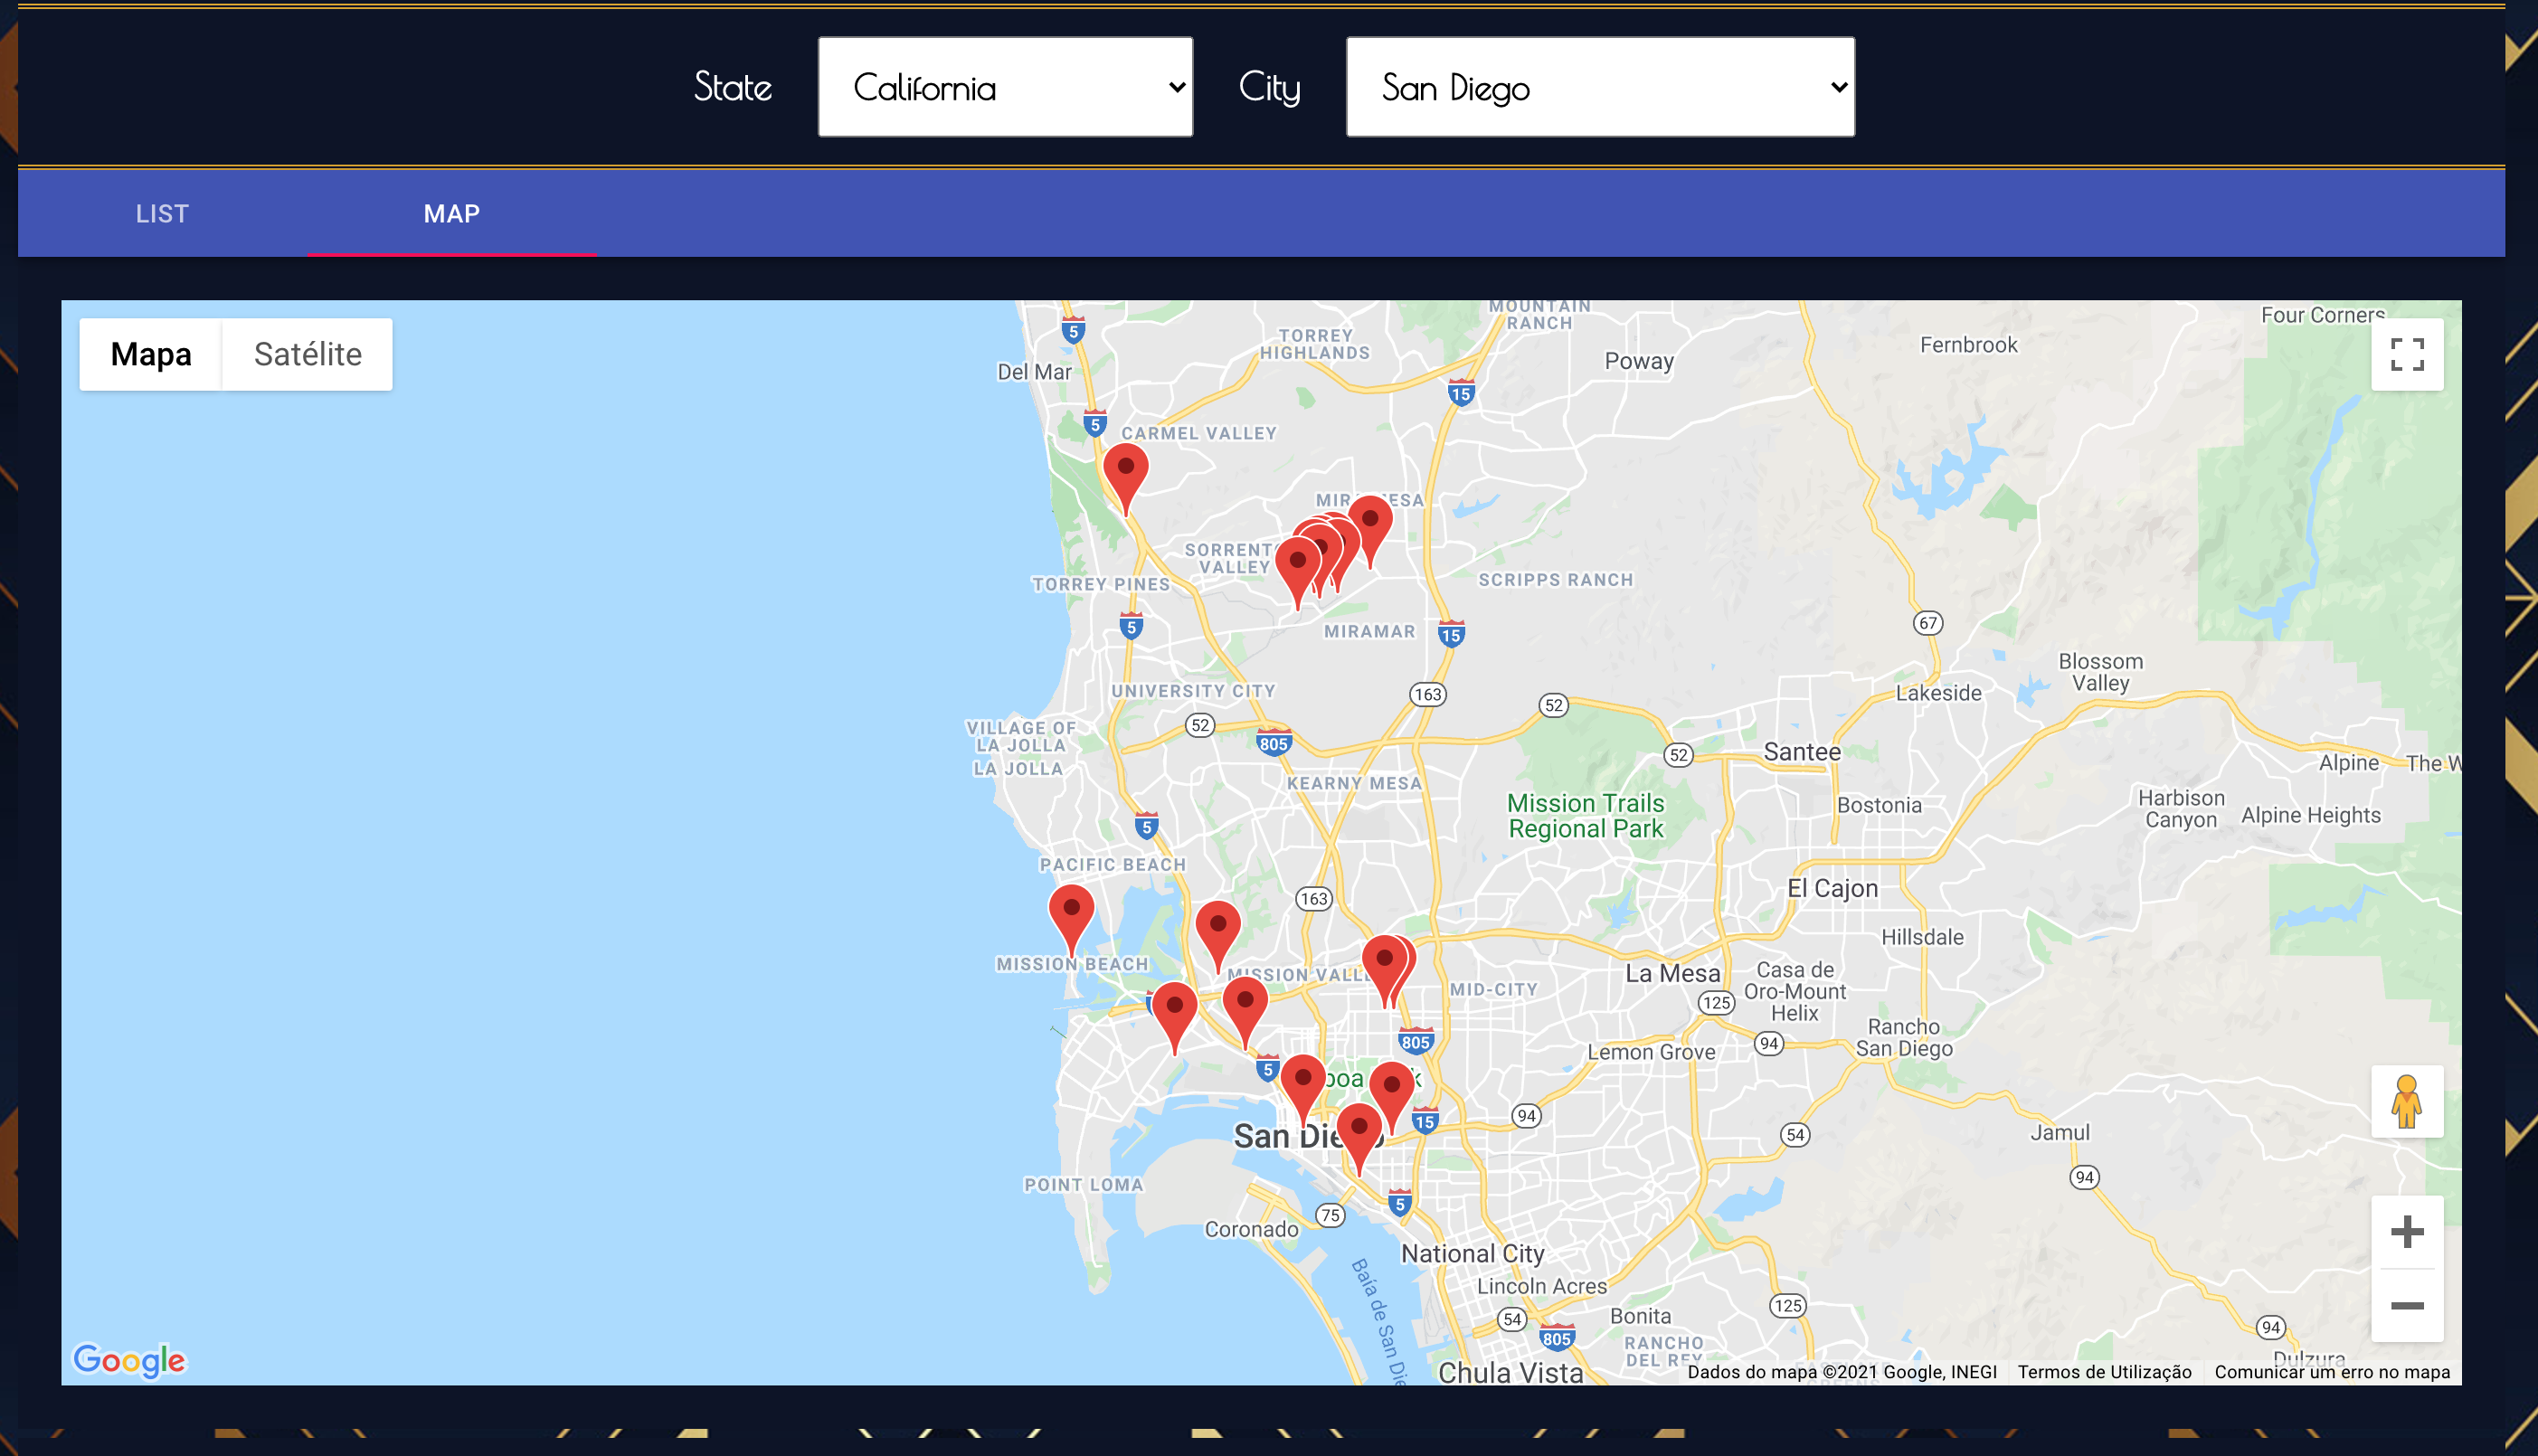 State
California
City
San Diego
LIST
MAP
Mapa
Satélite
MOUNTAIN
RANCH
Four Corners
TORREY
HIGHLANDS
Fernbrook
Poway
Del Mar
5
15
5
CARMEL VALLEY
SORRENTO
VALLEY
TORREY PINES
SCRIPPS RANCH
5
MIRAMAR
15
67
Blossom
Valley
UNIVERSITY CITY
163
Lakeside
52
52
VILLAGE OF
LA JOLLA
LA JOLLA
805
52
Santee
Alpine
The W
KEARNY MESA
Mission Trails
Regional Park
Bostonia
Harbison
Canyon
Alpine Heights
5
PACIFIC BEACH
El Cajon
163
Hillsdale
MISSION BEACH
MISSION VALLE
MID-CITY
La Mesa
Casa de
Oro-Mount
Helix
125
Rancho
San Diego
805
94
Lemon Grove
5
boa
k
15
94
54
San Die
Jamul
94
POINT LOMA
5
75
Coronado
National City
Baía de San Die
Lincoln Acres
125
Bonita
54
805
94
RANCHO
DEL REY
Dulzura
Chula Vista
Google
Dados do mapa ©2021 Google, INEGI
Termos de Utilização
Comunicar um erro no mapa